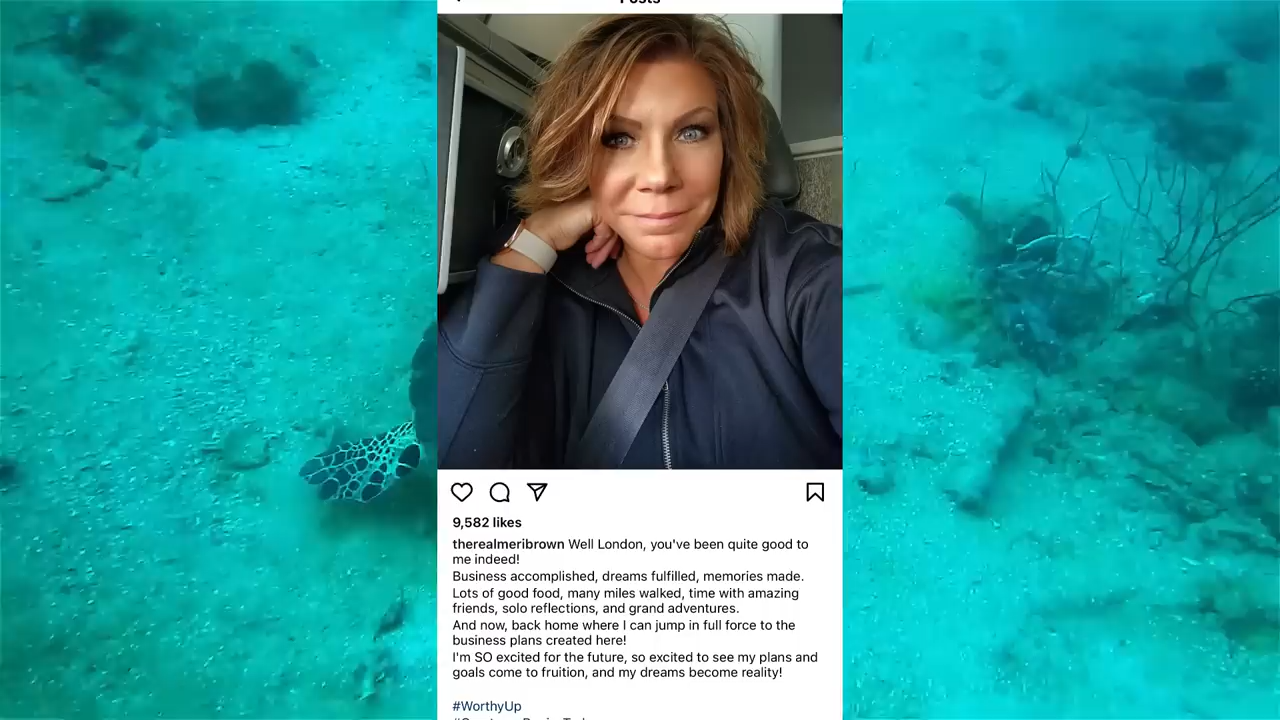 Posts
9,582 likes
therealmeribrown Well London, you've been quite good to
me indeed!
Business accomplished, dreams fulfilled, memories made.
Lots of good food, many miles walked, time with amazing
friends, solo reflections, and grand adventures.
And now, back home where I can jump in full force to the
business plans created here!
I'm SO excited for the future, so excited to see my plans and
goals come to fruition, and my dreams become reality!
#WorthyUp